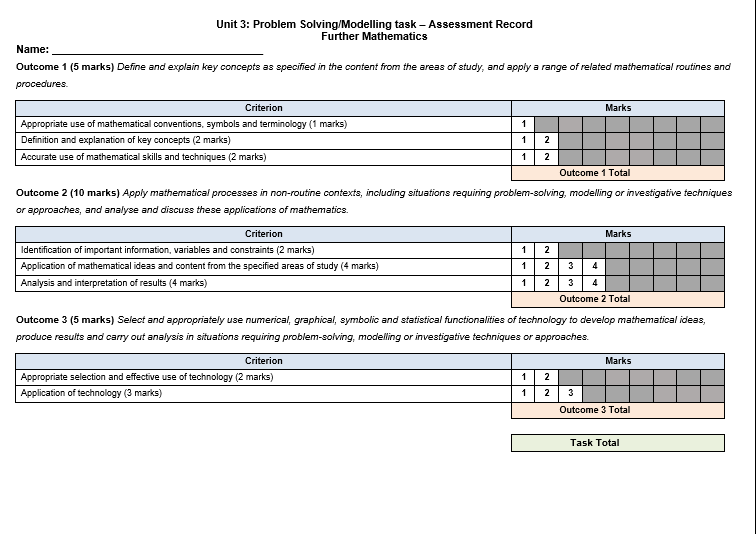 Unit 3: Problem Solving/Modelling task – Assessment Record
Further Mathematics
Name: ___________________________________
Outcome 1 (5 marks) Define and explain key concepts as specified in the content from the areas of study, and apply a range of related mathematical routines and
procedures.
Criterion Marks
Appropriate use of mathematical conventions, symbols and terminology (1 marks) 1
Definition and explanation of key concepts (2 marks) 1 2
Accurate use of mathematical skills and techniques (2 marks) 1 2
Outcome 1 Total
Outcome 2 (10 marks) Apply mathematical processes in non-routine contexts, including situations requiring problem-solving, modelling or investigative techniques
or approaches, and analyse and discuss these applications of mathematics.
Criterion Marks
Identification of important information, variables and constraints (2 marks) 1 2
Application of mathematical ideas and content from the specified areas of study (4 marks) 1 2 3 4
Analysis and interpretation of results (4 marks) 1 2 3 4
Outcome 2 Total
Outcome 3 (5 marks) Select and appropriately use numerical, graphical, symbolic and statistical functionalities of technology to develop mathematical ideas,
produce results and carry out analysis in situations requiring problem-solving, modelling or investigative techniques or approaches.
Criterion Marks
Appropriate selection and effective use of technology (2 marks) 1 2
Application of technology (3 marks) 1 2 3
Outcome 3 Total
Task Total